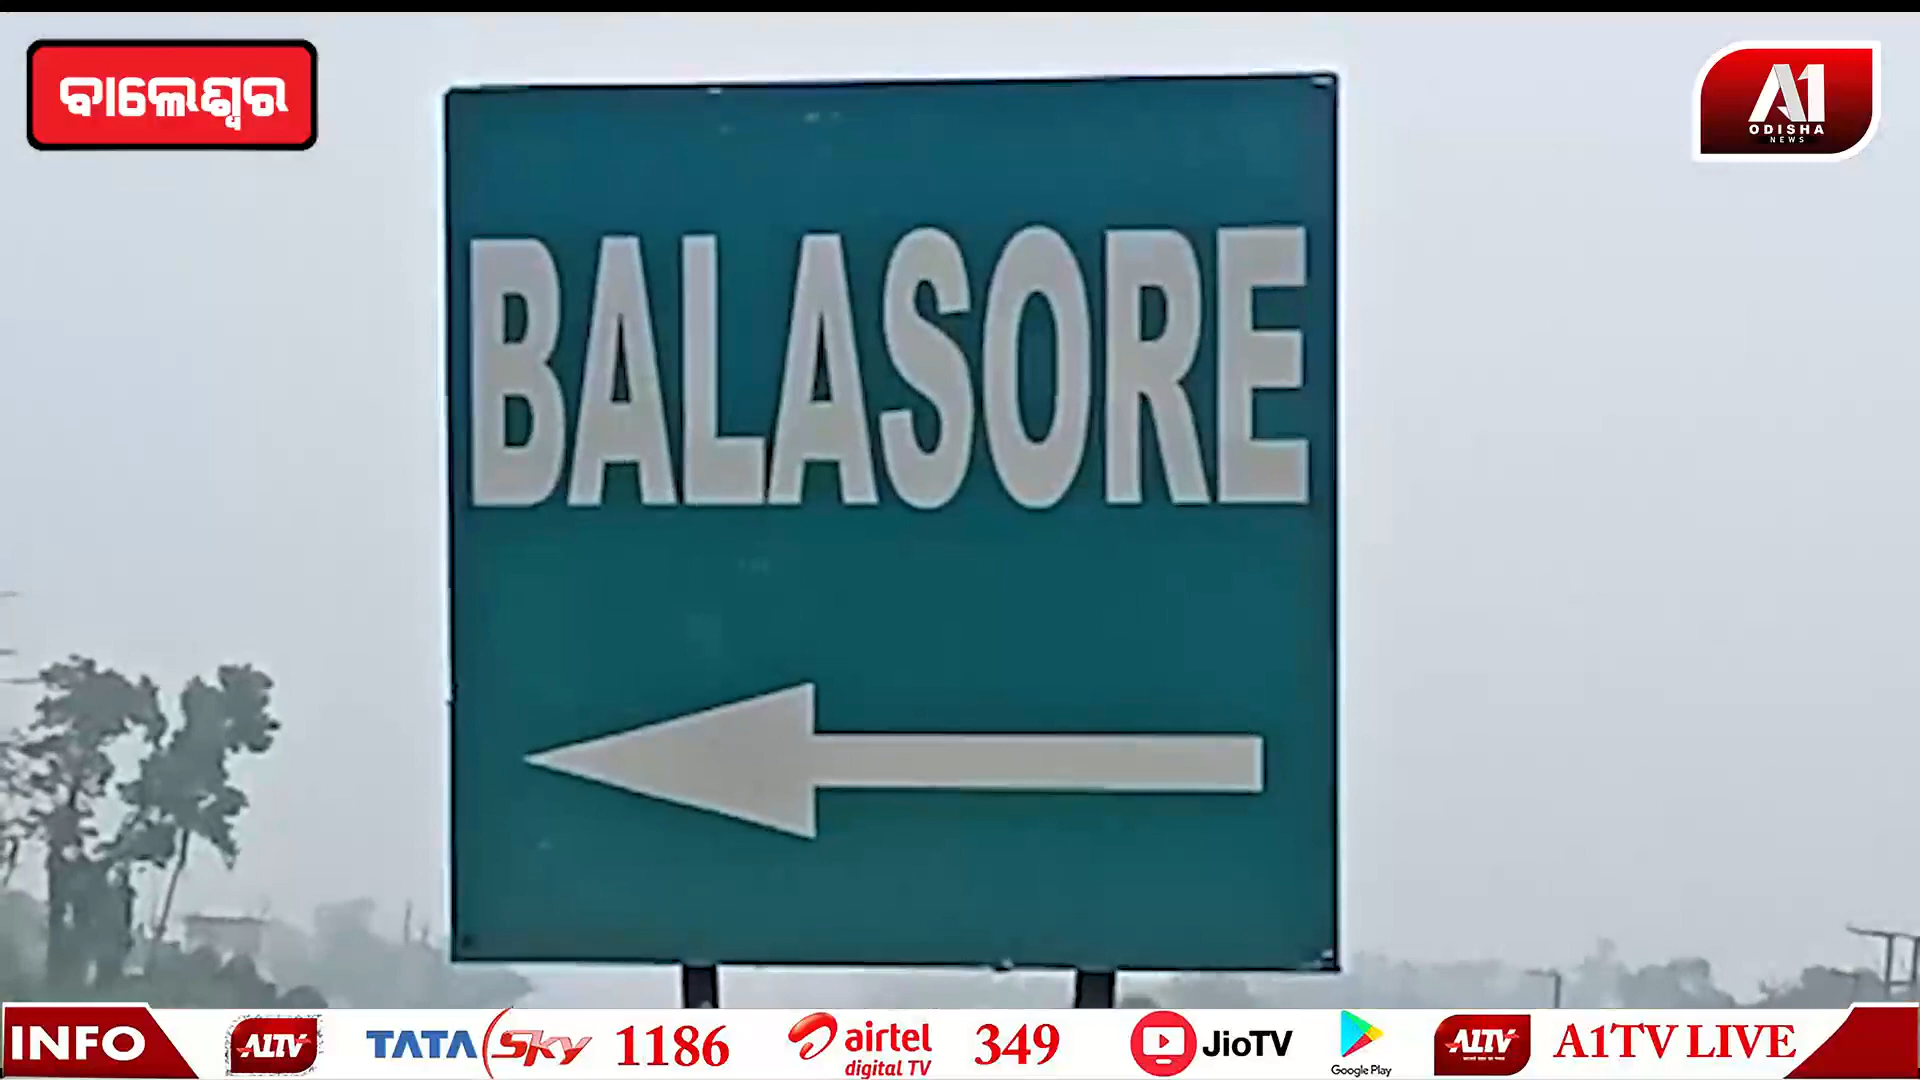 ବାଲେଶ୍ୱର
A1
ODISHA
NEWS
BALASORE
INFO A1TV TATA Sky 1186 airtel digital TV 349 JioTV Google Play A1TV A1TV LIVE